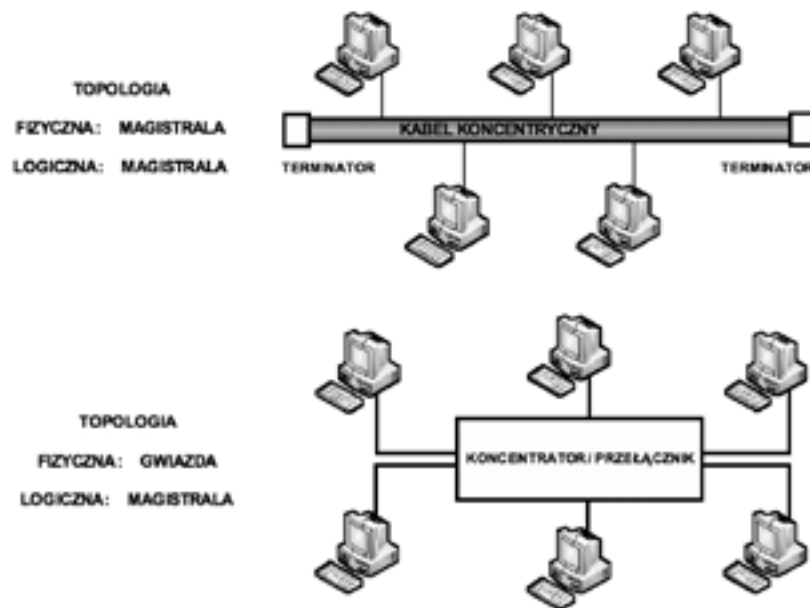 TOPOLOGIA
FIZYCZNA: MAGISTRALA
LOGICZNA: MAGISTRALA
KABEL KONCENTRYCZNY
TERMINATOR
TERMINATOR
TOPOLOGIA
FIZYCZNA: GWIAZDA
LOGICZNA: MAGISTRALA
KONCENTRATOR/PRZEŁĄCZNIK